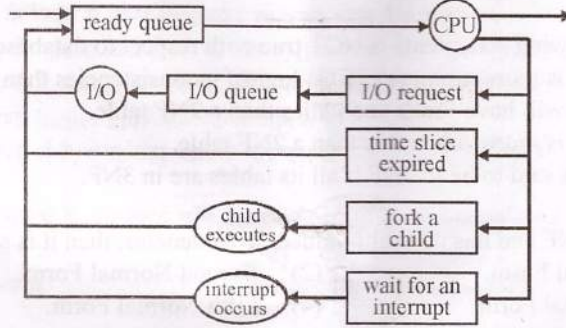 ready queue
CPU
I/O
I/O queue
I/O request
time slice
expired
child
executes
fork a
child
interrupt
occurs
wait for an
interrupt